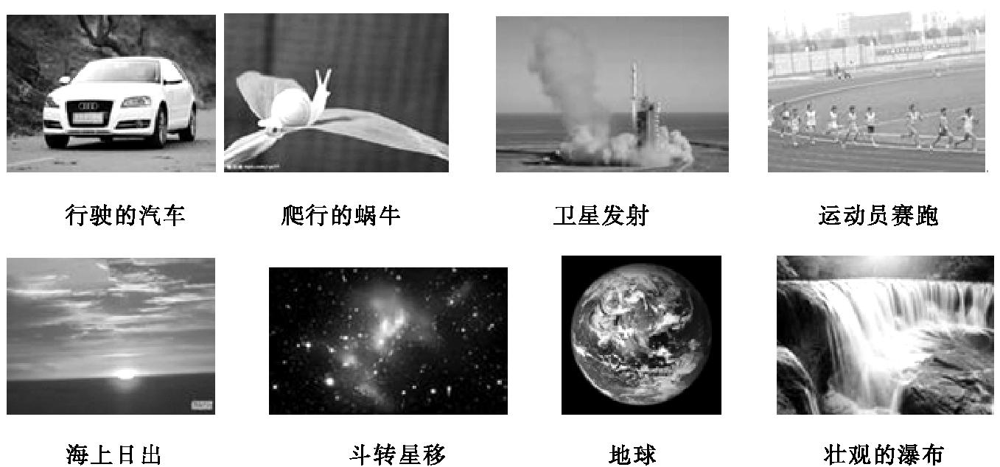 行驶的汽车
爬行的蜗牛
卫星发射
运动员赛跑
海上日出
斗转星移
地球
壮观的瀑布